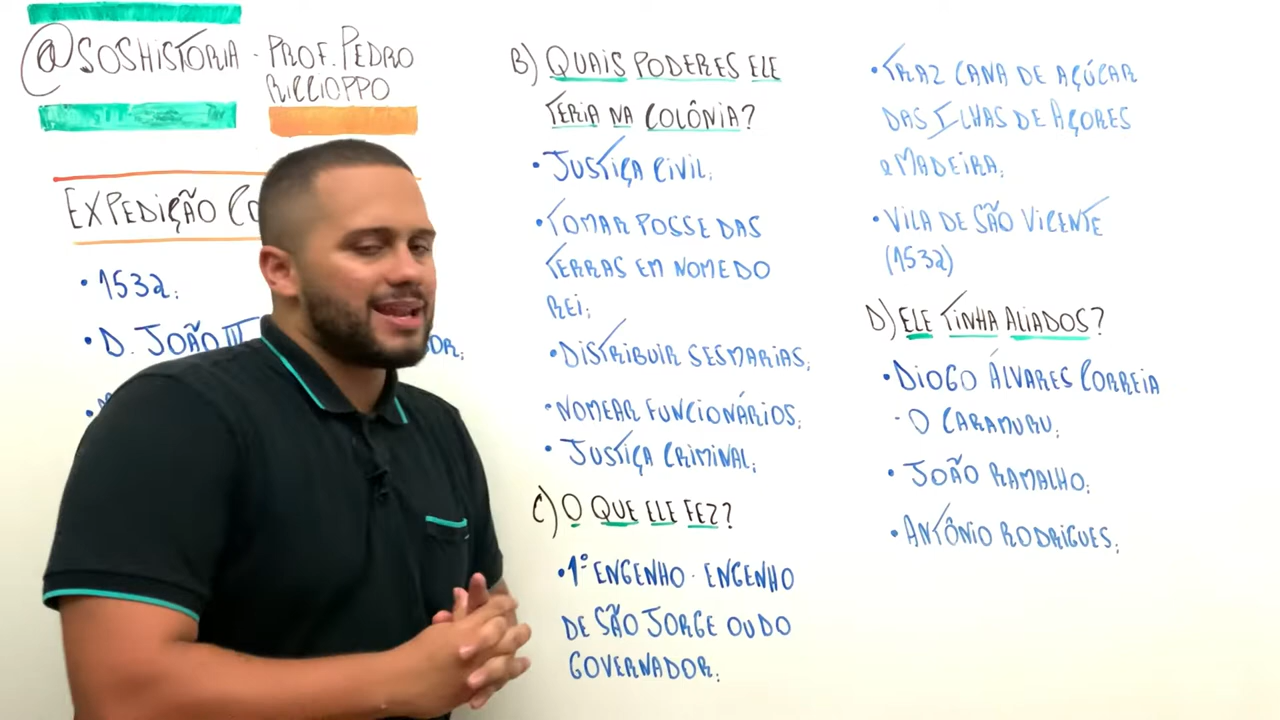 @SOSHISTÓRIA - PROF. PEDRO
RICCIOPPO
EXPEDIÇÃO
• 1532;
• D. JOÃO III
B) QUAIS PODERES ELE
TERIA NA COLÔNIA?
• JUSTIÇA CIVIL;
• TOMAR POSSE DAS
TERRAS EM NOME DO
REI;
• DISTRIBUIR SESMARIAS;
• NOMEAR FUNCIONÁRIOS;
• JUSTIÇA CRIMINAL;
C) O QUE ELE FEZ?
• 1º ENGENHO - ENGENHO
DE SÃO JORGE OU DO
GOVERNADOR;
• TRAZ CANA DE AÇÚCAR
DAS ILHAS DE AÇORES
e MADEIRA;
• VILA DE SÃO VICENTE
(1532)
D) ELE TINHA ALIADOS?
• DIOGO ÁLVARES CORREIA
- O CARAMURU;
• JOÃO RAMALHO;
• ANTÔNIO RODRIGUES;